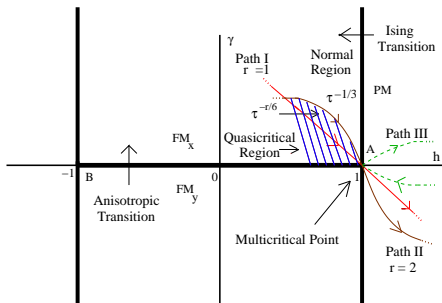 γ
Path I
r =1
Normal
Region
Ising
Transition
PM
τ^{-1/3}
τ^{-r/6}
FM_x
Quasicritical
Region
A
Path III
h
−1
B
0
1
FM_y
Anisotropic
Transition
Multicritical Point
Path II
r = 2